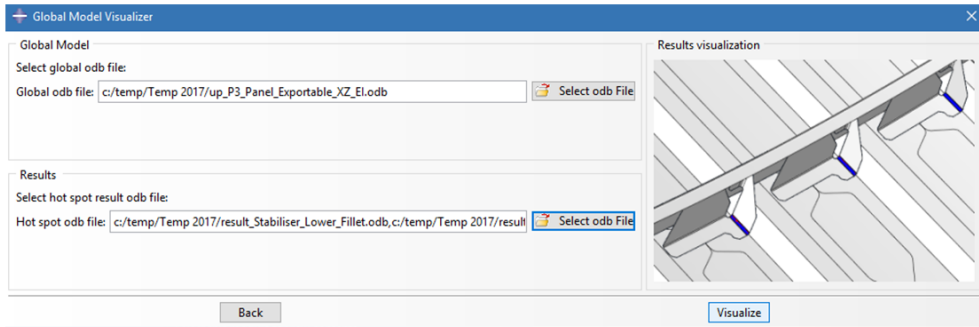 Global Model Visualizer
Global Model
Select global odb file:
Global odb file: c:/temp/Temp 2017/up_P3_Panel_Exportable_XZ_El.odb Select odb File
Results
Select hot spot result odb file:
Hot spot odb file: c:/temp/Temp 2017/result_Stabiliser_Lower_Fillet.odb,c:/temp/Temp 2017/result Select odb File
Results visualization
Back
Visualize